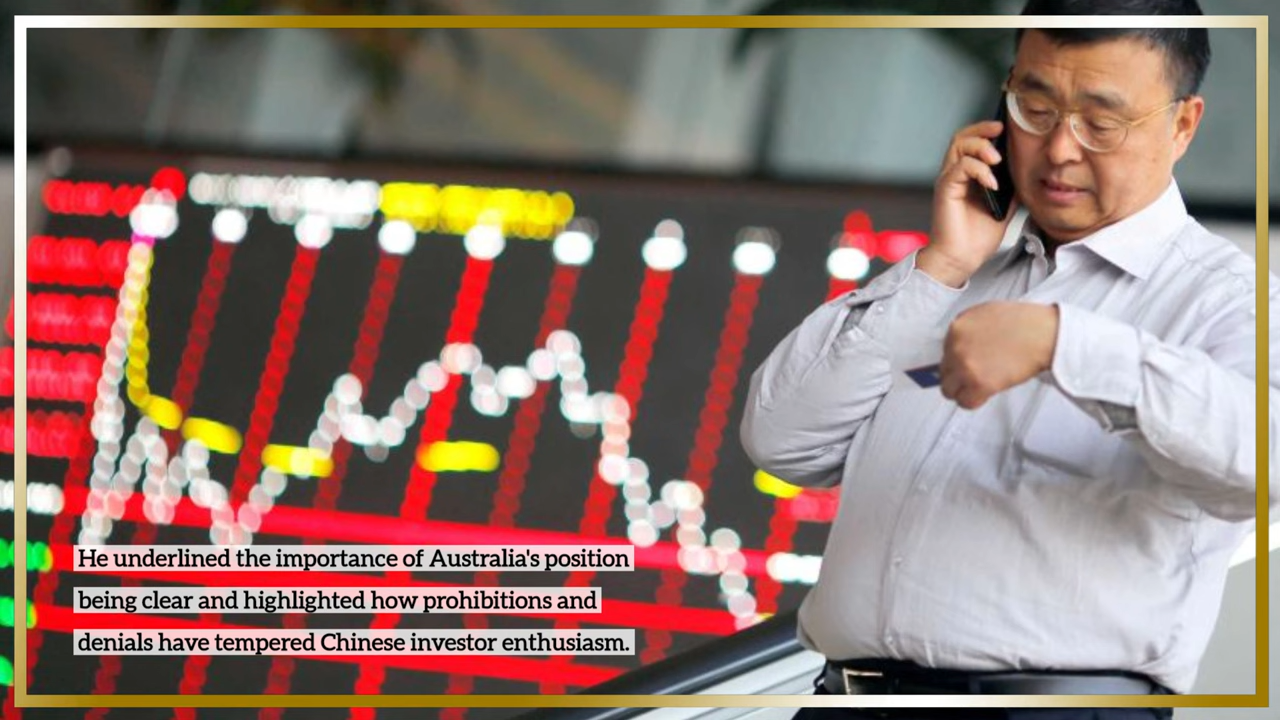 He underlined the importance of Australia's position
being clear and highlighted how prohibitions and
denials have tempered Chinese investor enthusiasm.